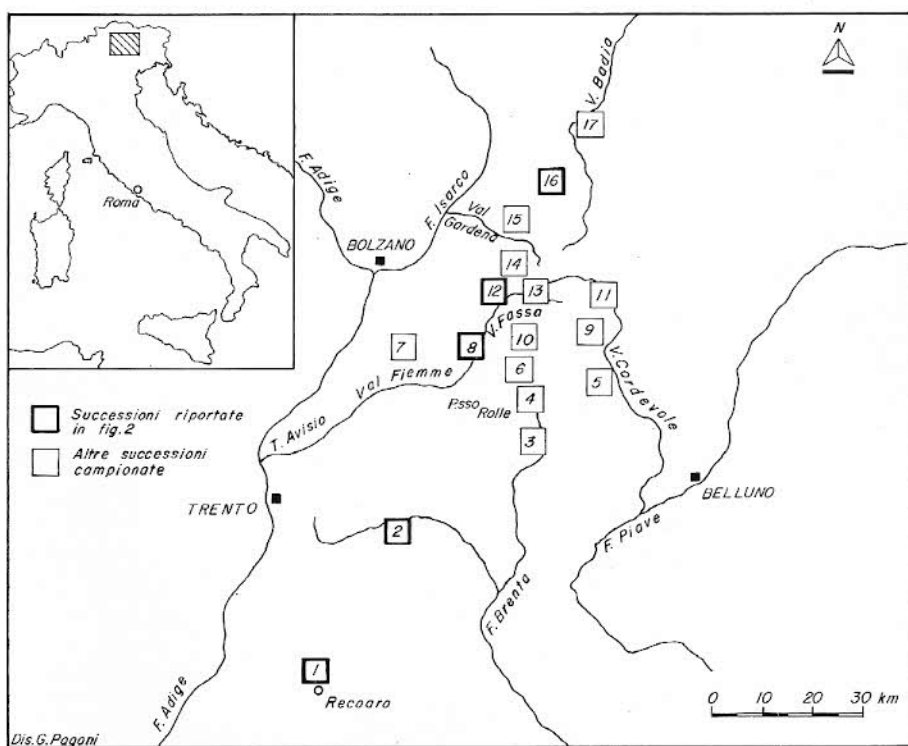 N
V. Badia
17
F. Adige
F. Isarco
16
Roma
15
Val
Gardena
BOLZANO
14
12
13
11
V. Fassa
9
10
8
7
V. Cordevole
6
Val Fiemme
5
4
P.sso Rolle
Successioni riportate
in fig. 2
T. Avisio
3
Altre successioni
campionate
BELLUNO
TRENTO
F. Piave
2
F. Brenta
1
Recoaro
F. Adige
0 10 20 30 km
Dis. G. Pagani